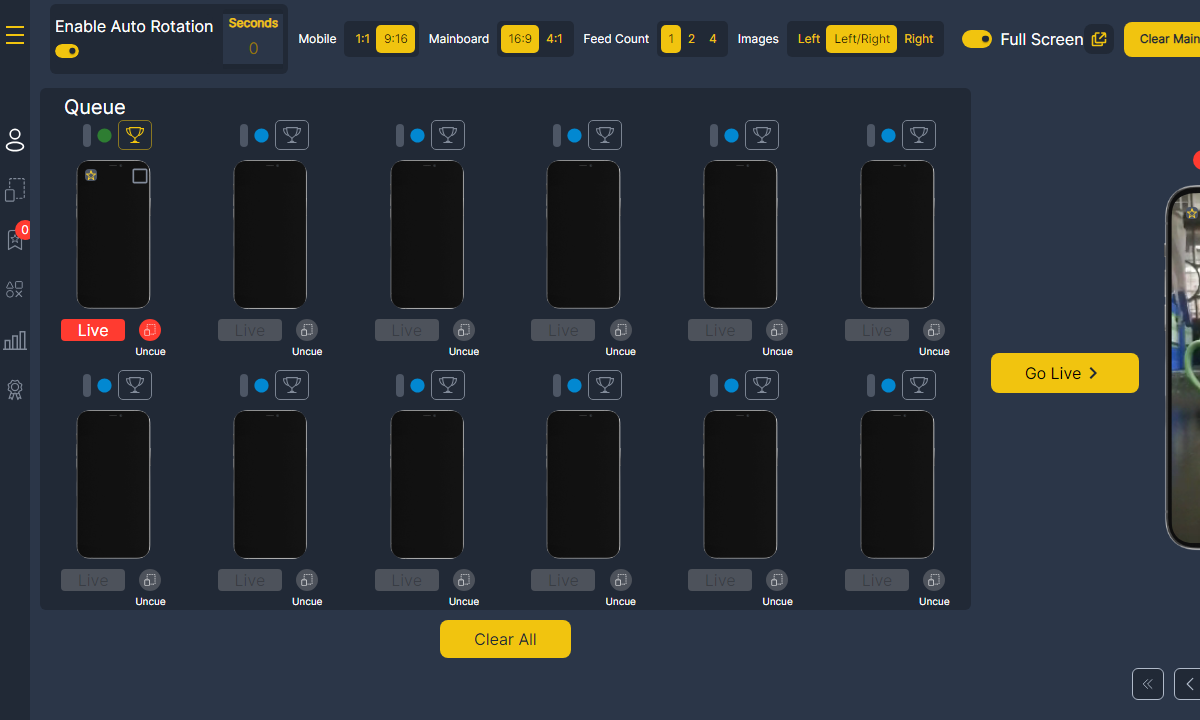 Enable Auto Rotation
Seconds
0
Mobile
1:1
9:16
Mainboard
16:9
4:1
Feed Count
1
2
4
Images
Left
Left/Right
Right
Full Screen
Clear Main
Queue
0
Live
Live
Live
Live
Live
Live
Uncue
Uncue
Uncue
Uncue
Uncue
Uncue
Go Live
Live
Live
Live
Live
Live
Live
Uncue
Uncue
Uncue
Uncue
Uncue
Uncue
Clear All